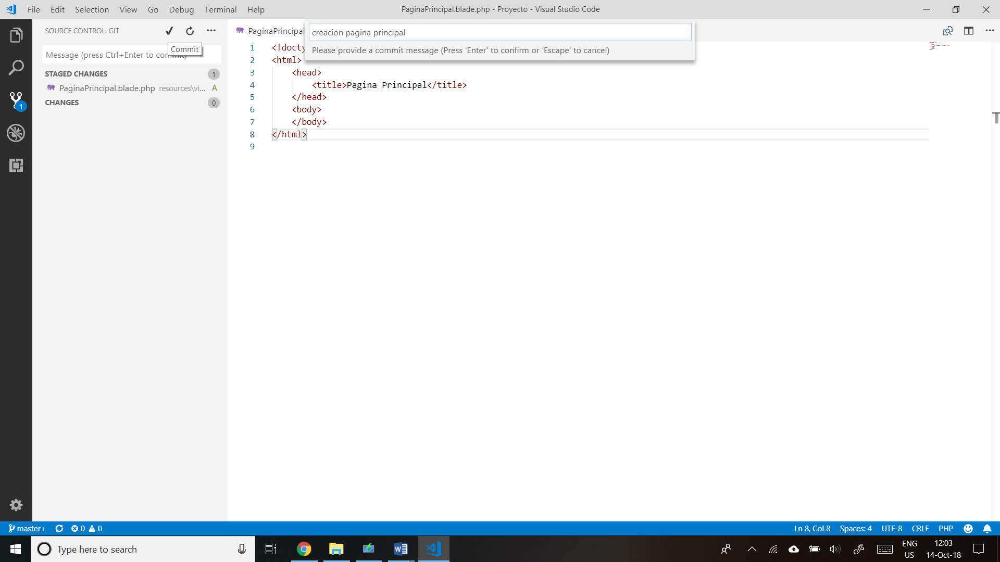 File Edit Selection View Go Debug Terminal Help
PaginaPrincipal.blade.php - Proyecto - Visual Studio Code
SOURCE CONTROL: GIT
Message (press Ctrl+Enter to commit)
Commit
STAGED CHANGES 1
PaginaPrincipal.blade.php resources\vi... A
CHANGES 0
1
PaginaPrincipal
creacion pagina principal
Please provide a commit message (Press 'Enter' to confirm or 'Escape' to cancel)
1 <!docty
2 <html>
3 <head>
4 <title>Pagina Principal</title>
5 </head>
6 <body>
7 </body>
8 </html>
9
master+ 0 0
Ln 8, Col 8 Spaces: 4 UTF-8 CRLF PHP
Type here to search
ENG
US
12:03
14-Oct-18